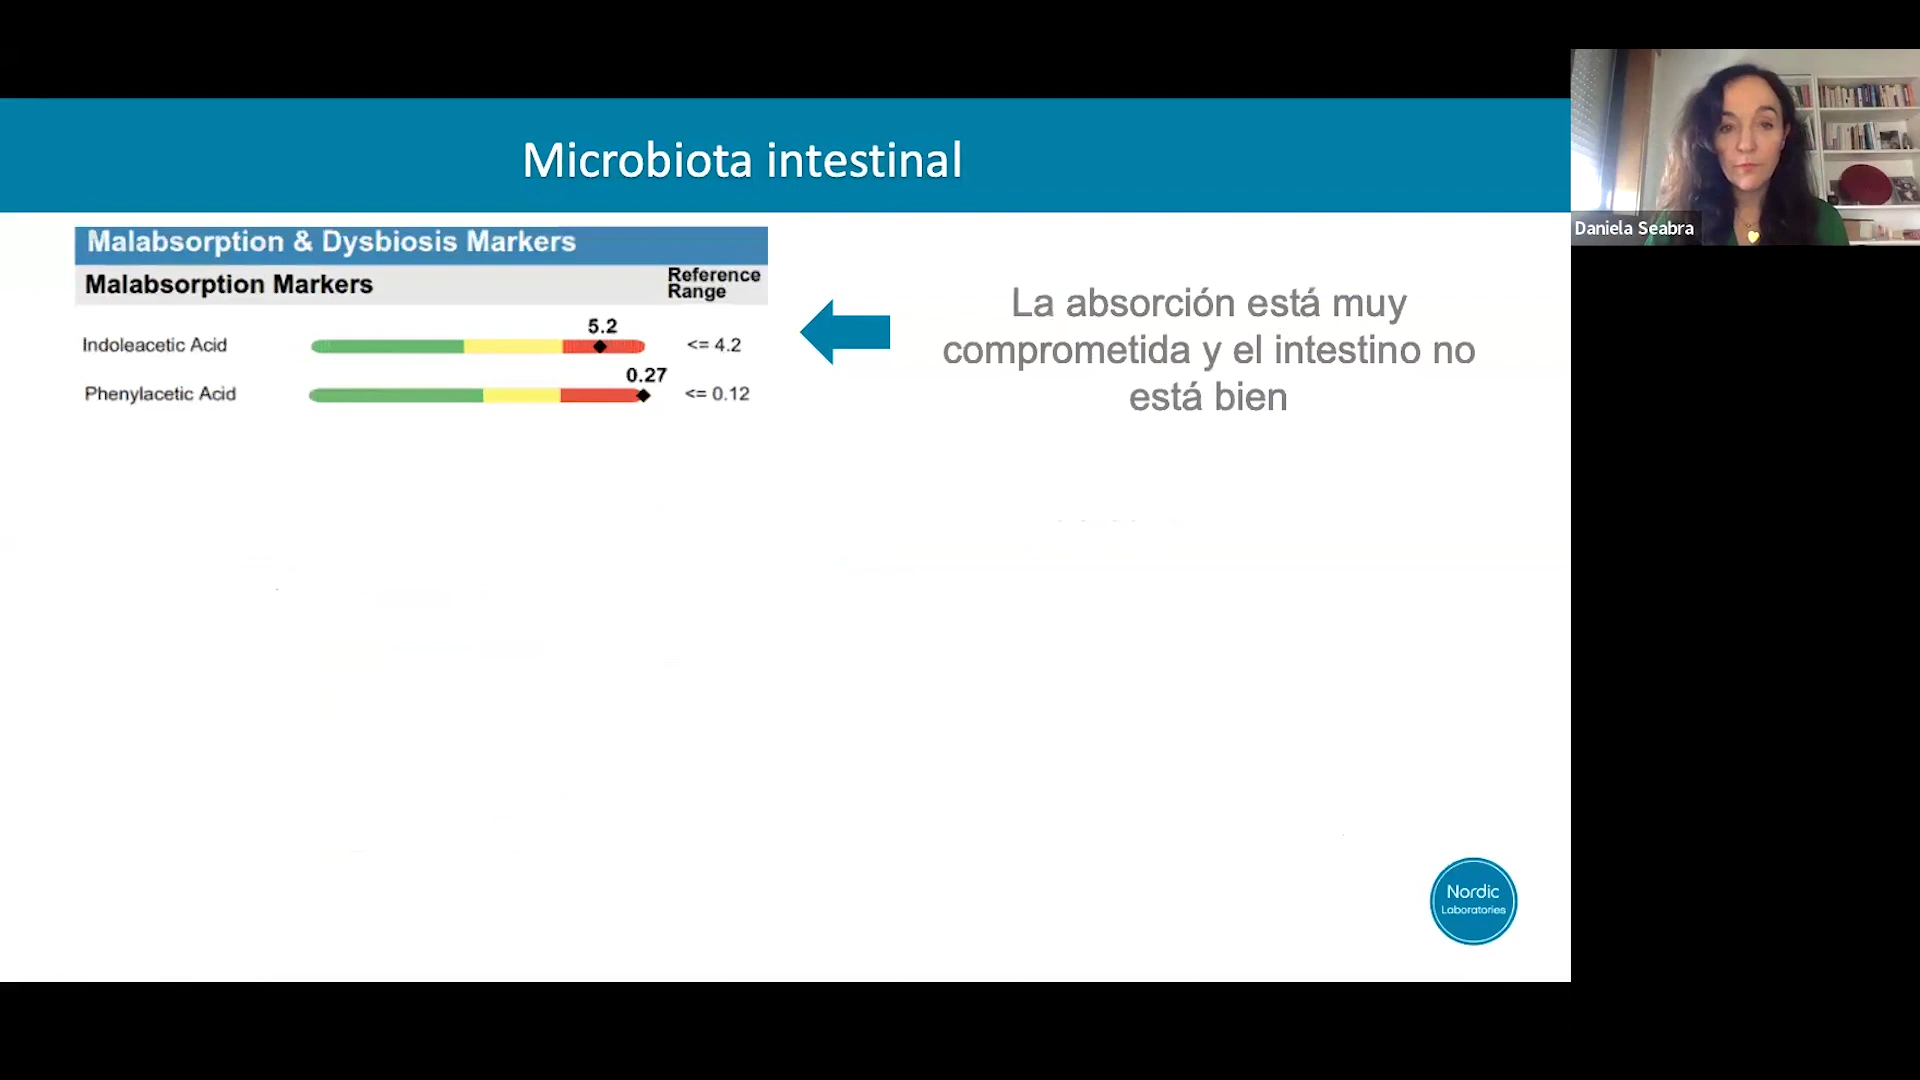 Microbiota intestinal
Daniela Seabra
Malabsorption & Dysbiosis Markers
Malabsorption Markers
Reference
Range
5.2
Indoleacetic Acid
<= 4.2
0.27
Phenylacetic Acid
<= 0.12
La absorción está muy
comprometida y el intestino no
está bien
Nordic
Laboratories